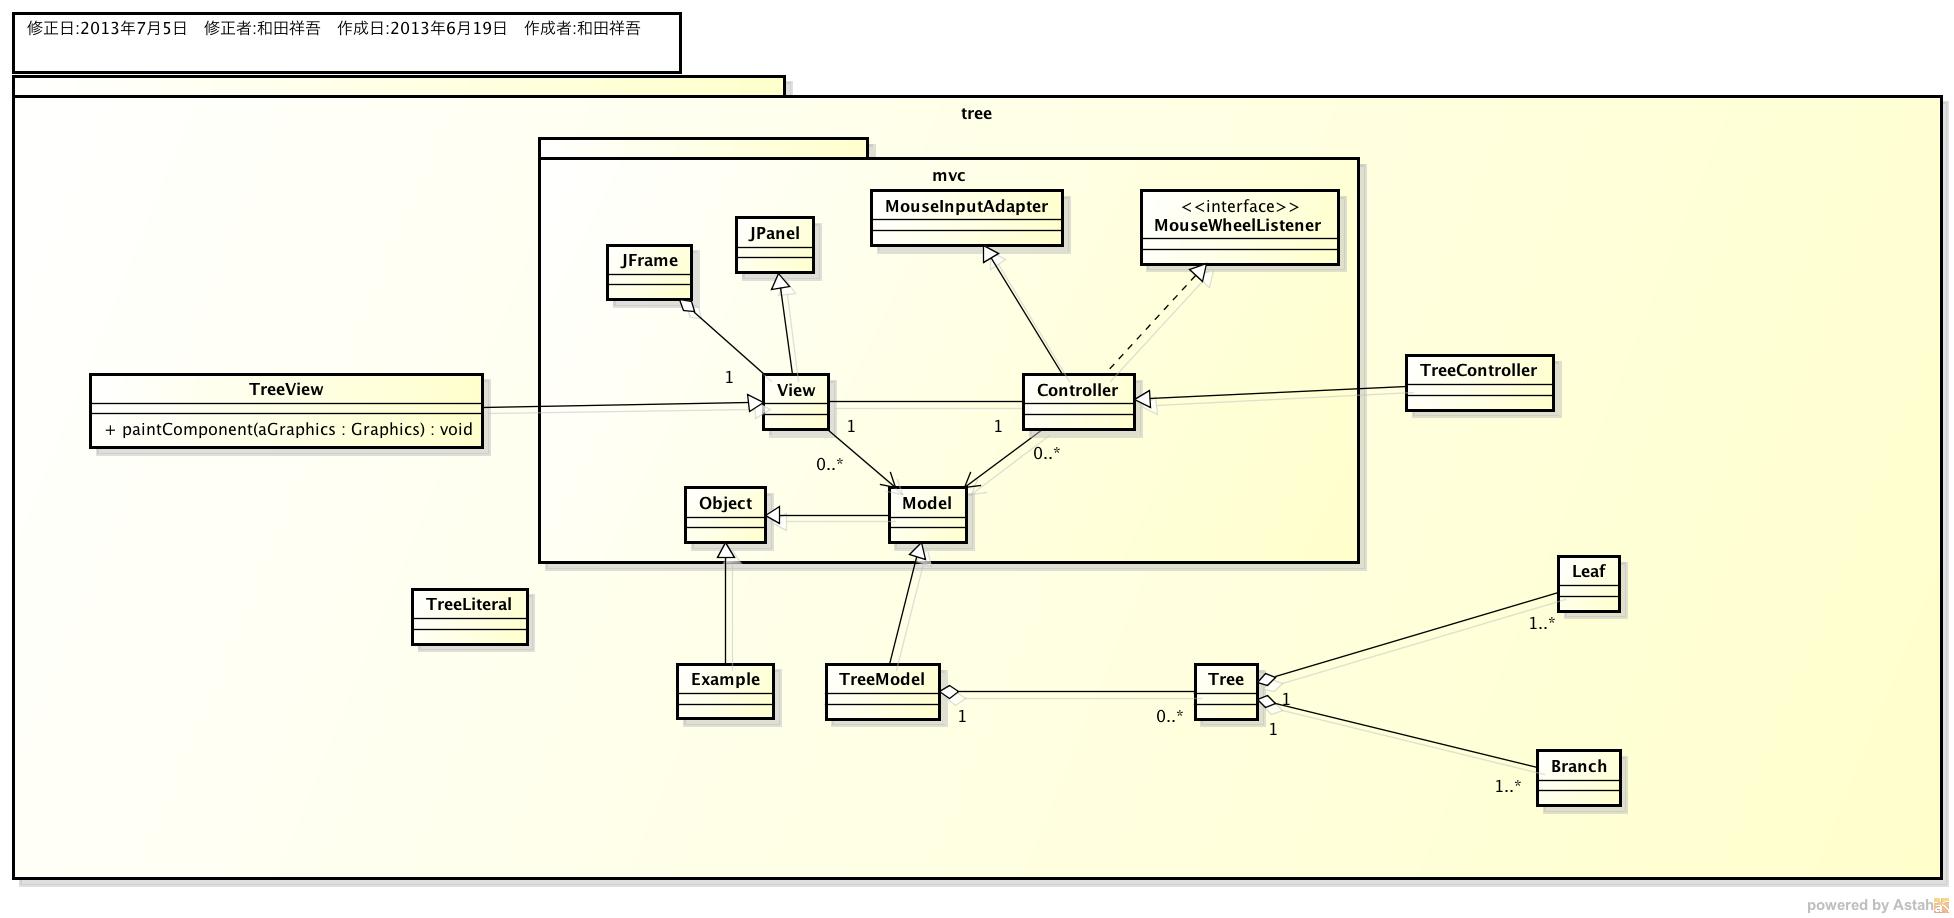 修正日:2013年7月5日　修正者:和田祥吾　作成日:2013年6月19日　作成者:和田祥吾
tree
mvc
MouseInputAdapter
<<interface>>
MouseWheelListener
JPanel
JFrame
TreeView
+ paintComponent(aGraphics : Graphics) : void
1
View
Controller
TreeController
1
1
0..*
0..*
Object
Model
TreeLiteral
Leaf
1..*
Example
TreeModel
Tree
1
1
0..*
1
Branch
1..*
powered by Astah